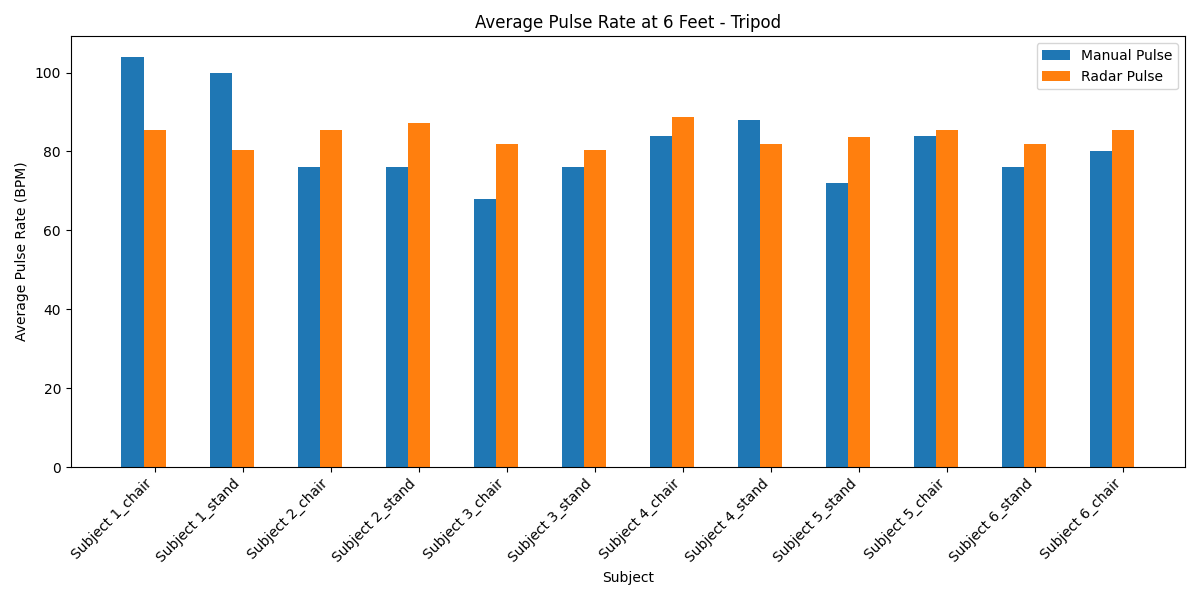 Average Pulse Rate at 6 Feet - Tripod
Manual Pulse
Radar Pulse
Average Pulse Rate (BPM)
100
80
60
40
20
0
Subject 1_chair
Subject 1_stand
Subject 2_chair
Subject 2_stand
Subject 3_chair
Subject 3_stand
Subject 4_chair
Subject 4_stand
Subject 5_stand
Subject 5_chair
Subject 6_stand
Subject 6_chair
Subject